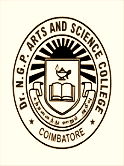 Dr. N.G.P. ARTS AND SCIENCE COLLEGE
COIMBATORE